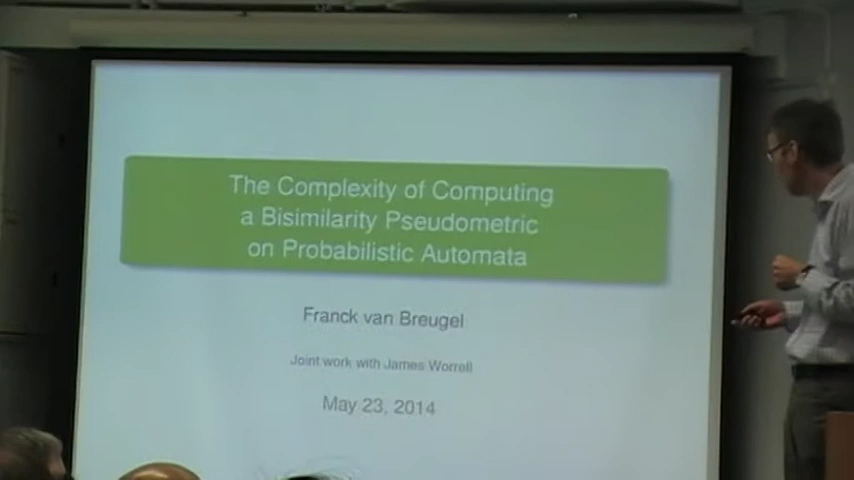 The Complexity of Computing
a Bisimilarity Pseudometric
on Probabilistic Automata
Franck van Breugel
Joint work with James Worrell
May 23, 2014